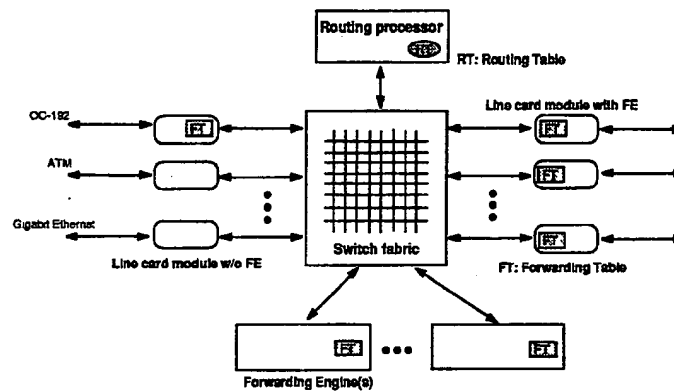 Routing processor
RT
RT: Routing Table
OC-192
FT
Line card module with FE
FT
ATM
FT
Gigabit Ethernet
FT
Switch fabric
Line card module w/o FE
FT: Forwarding Table
FT
FT
Forwarding Engine(s)